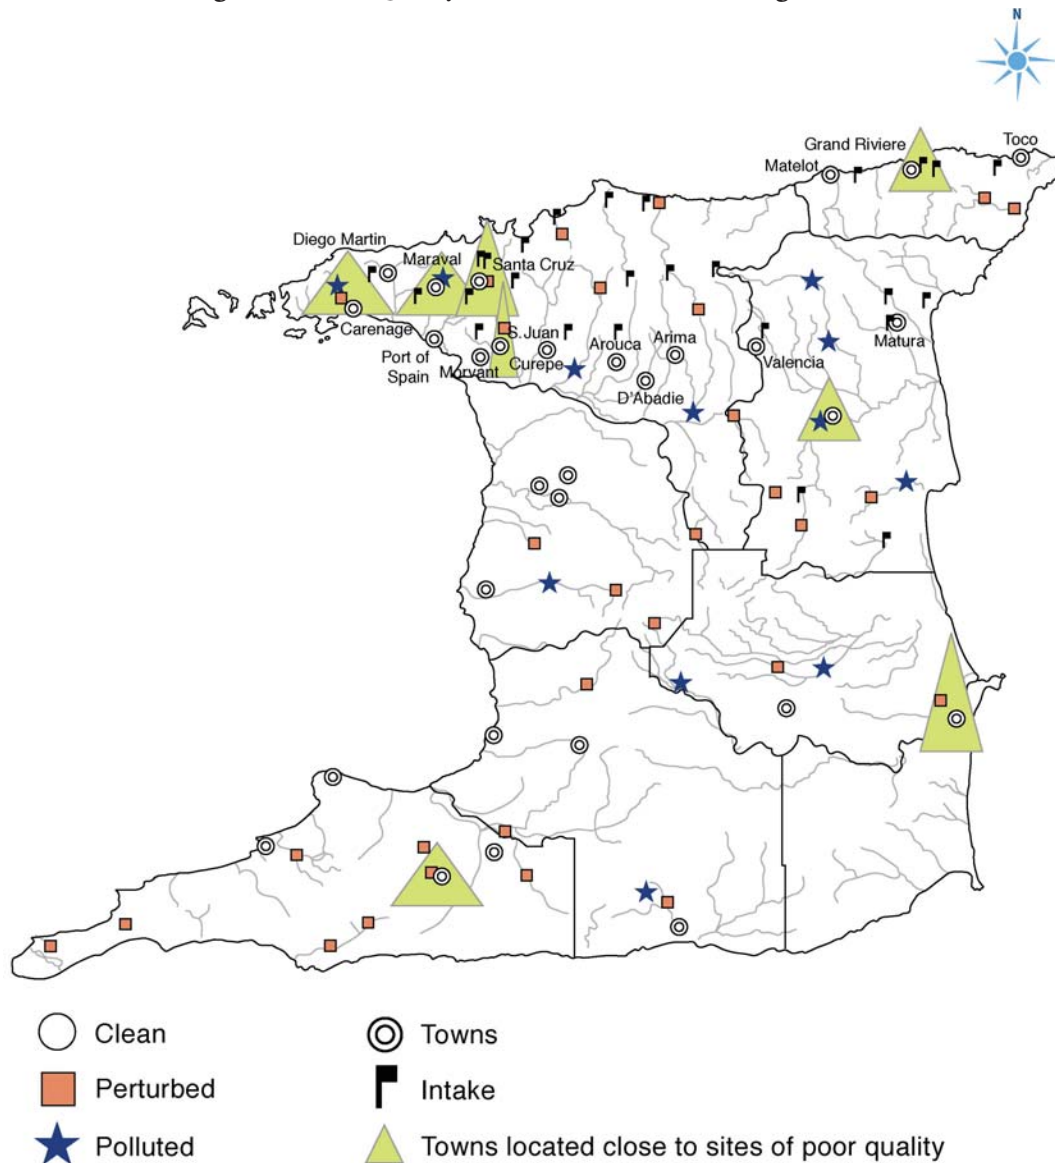 N
Toco
Grand Riviere
Matelot
Diego Martin
Maraval
Santa Cruz
Carenage
Port of
Spain
Morvant
S. Juan
Curepe
Arouca
Arima
D'Abadie
Valencia
Matura
Clean
Towns
Perturbed
Intake
Polluted
Towns located close to sites of poor quality